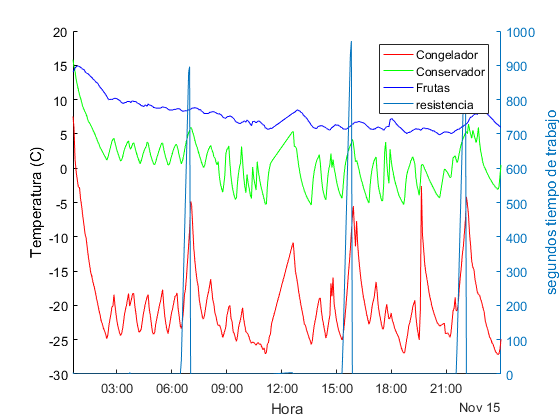 20
15
10
5
0
-5
-10
-15
-20
-25
-30
Temperatura (C)
1000
900
800
700
600
500
400
300
200
100
0
segundos tiempo de trabajo
Congelador
Conservador
Frutas
resistencia
03:00 06:00 09:00 12:00 15:00 18:00 21:00
Nov 15
Hora